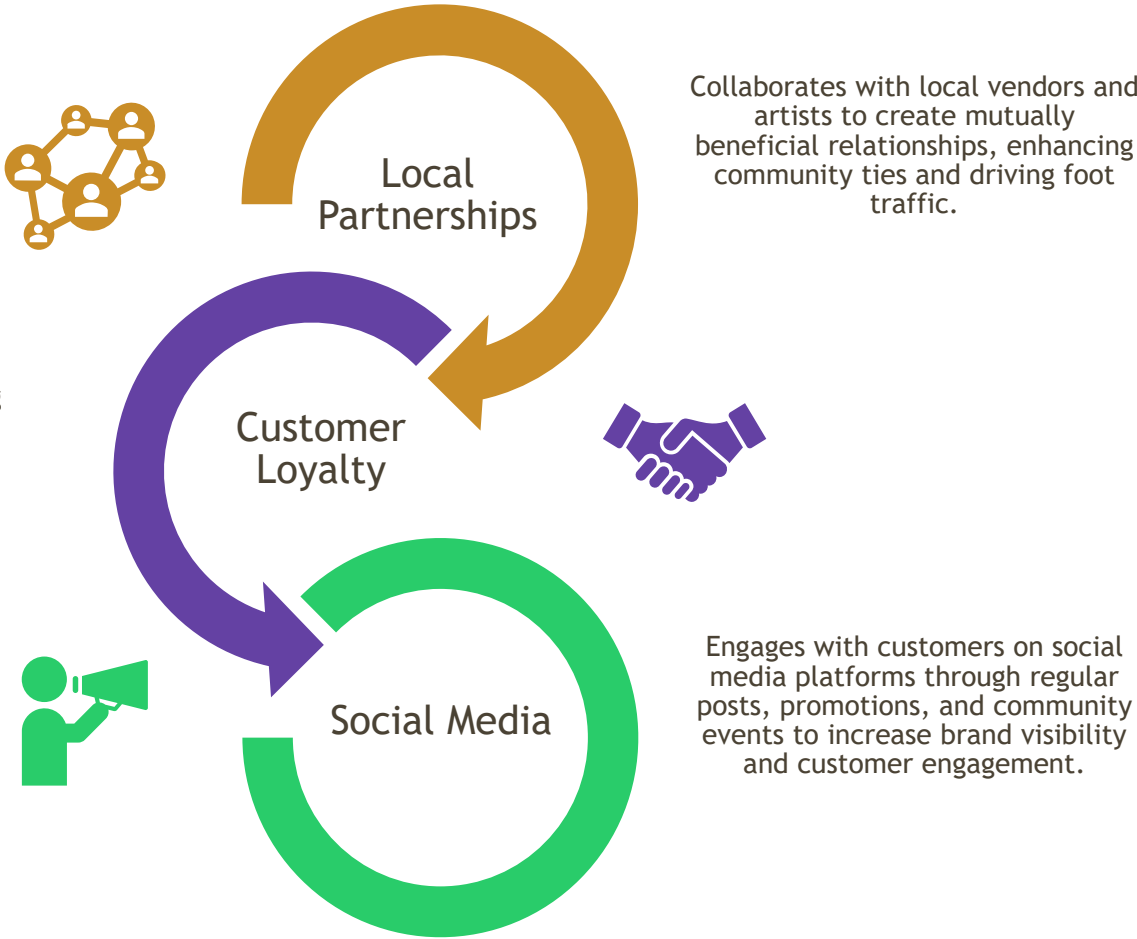 Local
Partnerships
Collaborates with local vendors and
artists to create mutually
beneficial relationships, enhancing
community ties and driving foot
traffic.
Customer
Loyalty
Social Media
Engages with customers on social
media platforms through regular
posts, promotions, and community
events to increase brand visibility
and customer engagement.